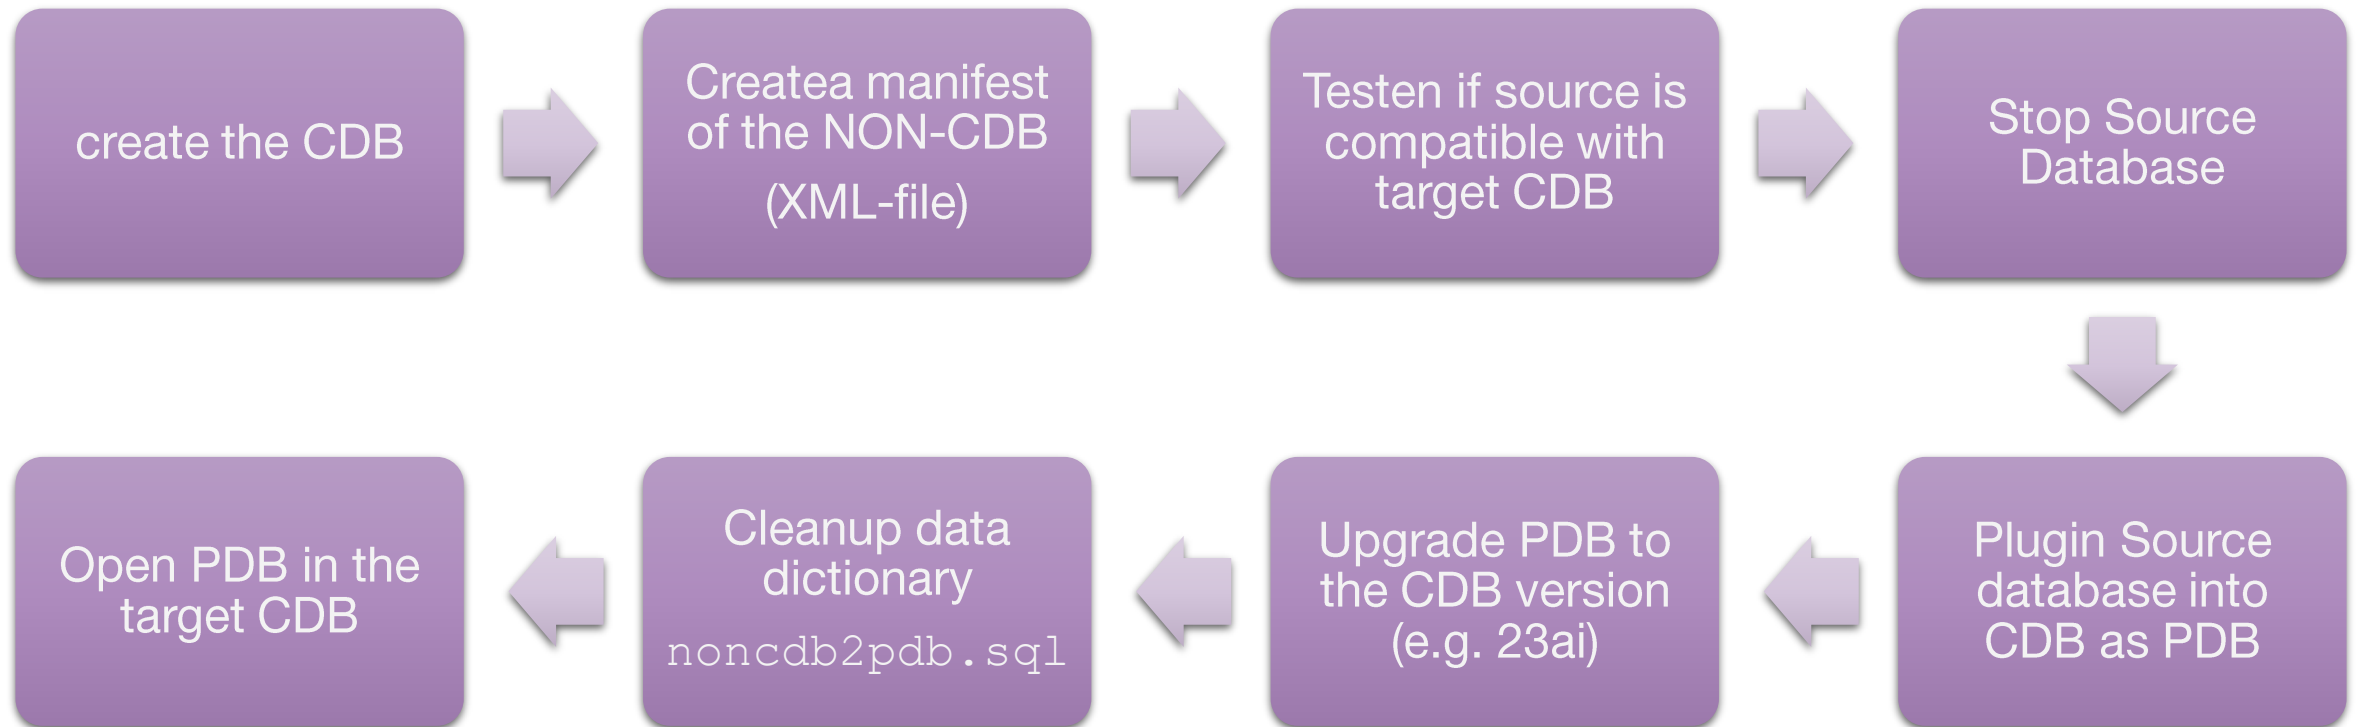 create the CDB
Createa manifest
of the NON-CDB
(XML-file)
Testen if source is
compatible with
target CDB
Stop Source
Database
Plugin Source
database into
CDB as PDB
Upgrade PDB to
the CDB version
(e.g. 23ai)
Cleanup data
dictionary
noncdb2pdb.sql
Open PDB in the
target CDB